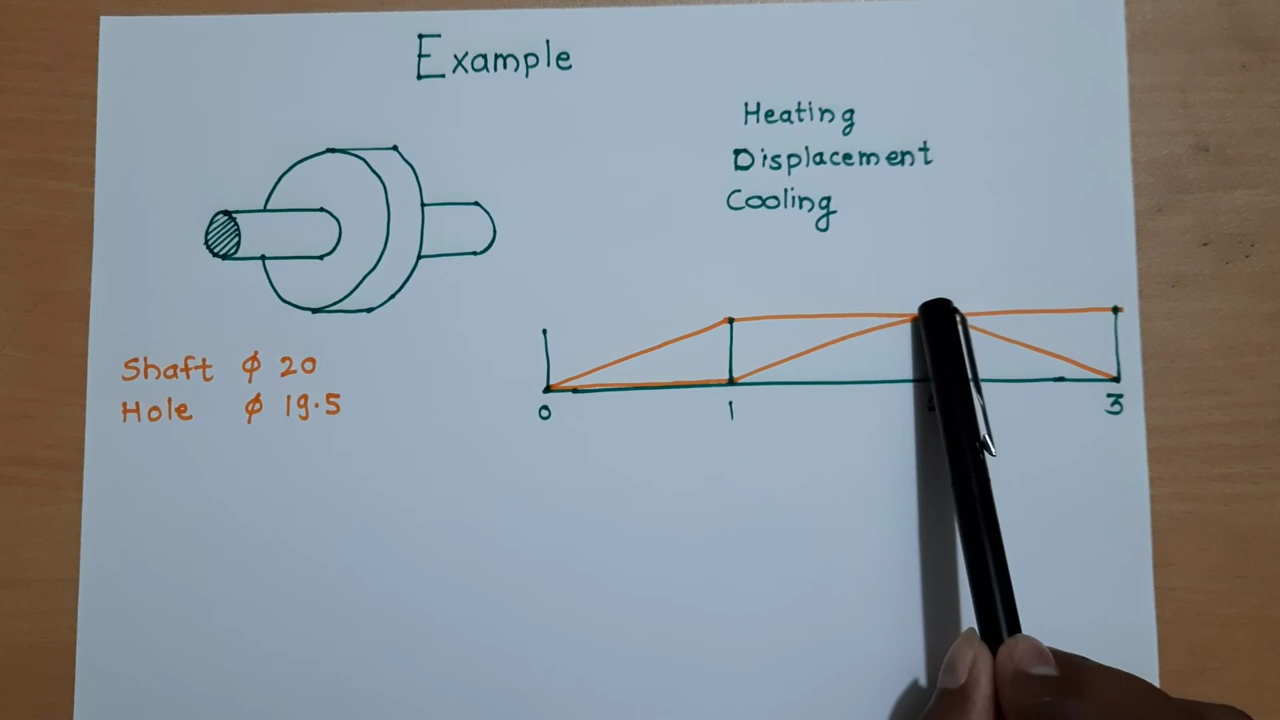 Example
Heating
Displacement
Cooling
Shaft ϕ 20
Hole ϕ 19.5
0 1 3